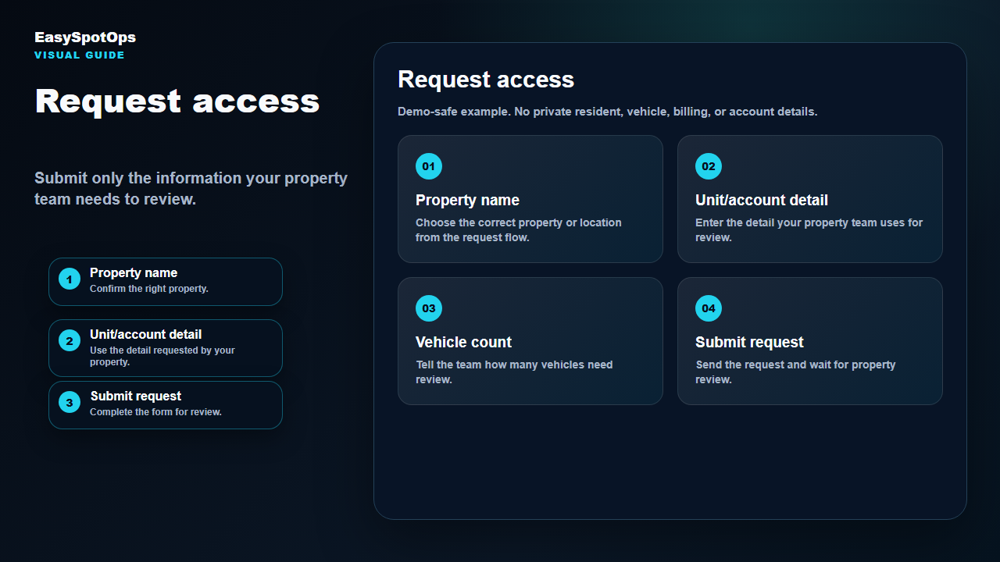 EasySpotOps
VISUAL GUIDE
Request access
Submit only the information your property
team needs to review.
1
Property name
Confirm the right property.
2
Unit/account detail
Use the detail requested by your
property.
3
Submit request
Complete the form for review.
Request access
Demo-safe example. No private resident, vehicle, billing, or account details.
01
Property name
Choose the correct property or location
from the request flow.
02
Unit/account detail
Enter the detail your property team uses for
review.
03
Vehicle count
Tell the team how many vehicles need
review.
04
Submit request
Send the request and wait for property
review.